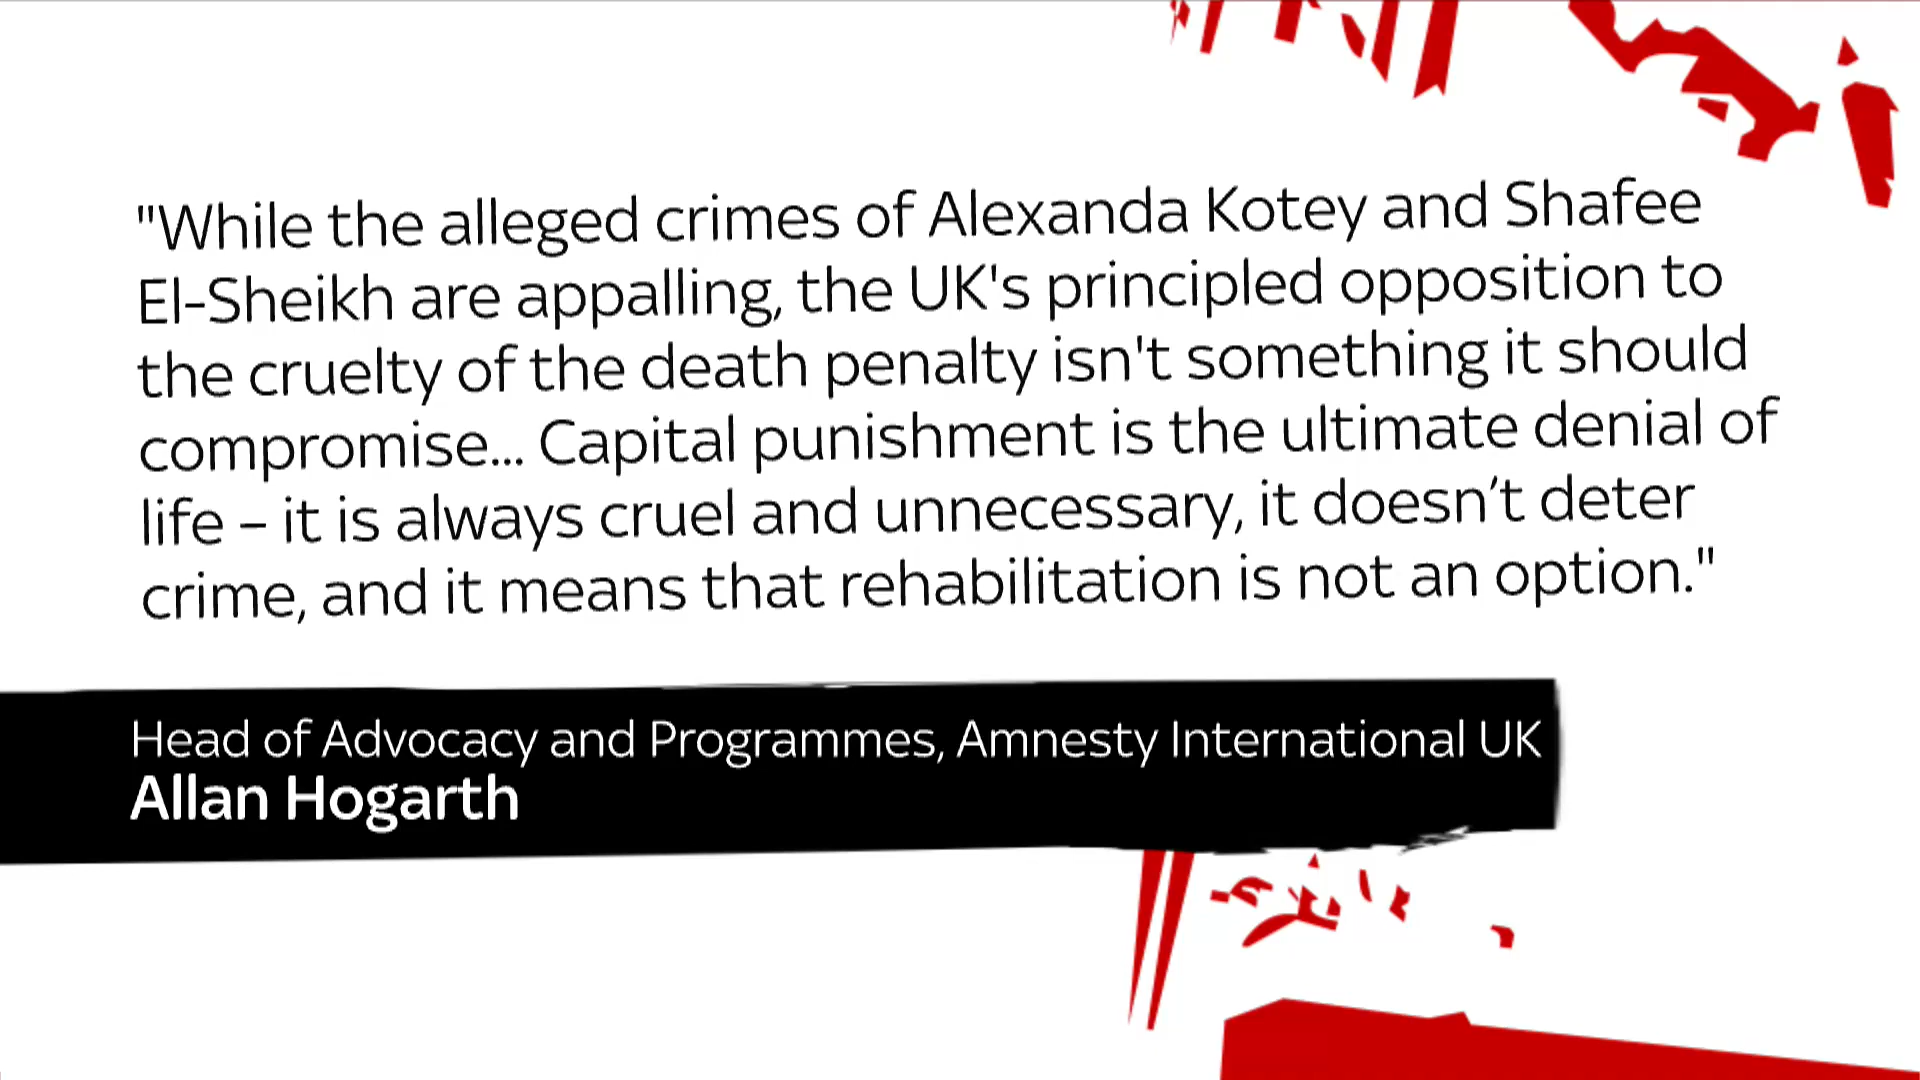 "While the alleged crimes of Alexanda Kotey and Shafee
El-Sheikh are appalling, the UK's principled opposition to
the cruelty of the death penalty isn't something it should
compromise... Capital punishment is the ultimate denial of
life – it is always cruel and unnecessary, it doesn’t deter
crime, and it means that rehabilitation is not an option."
Head of Advocacy and Programmes, Amnesty International UK
Allan Hogarth